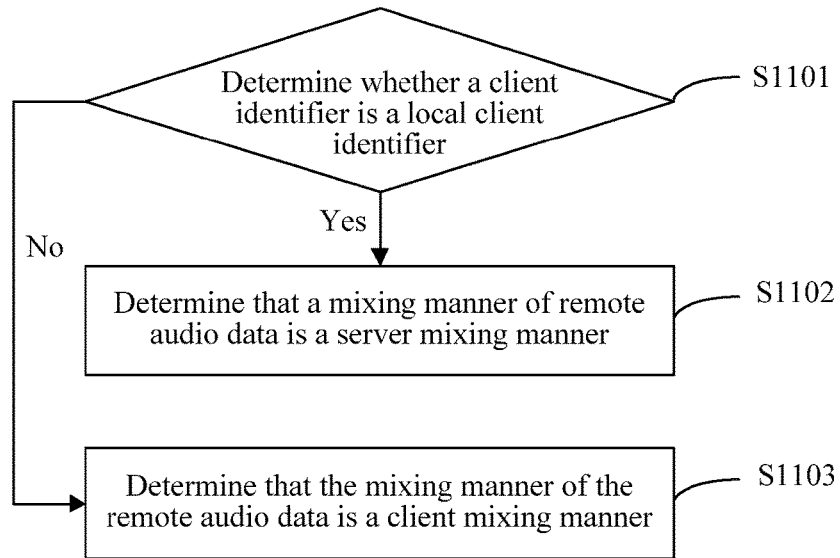 Determine whether a client
identifier is a local client
identifier
S1101
Yes
No
Determine that a mixing manner of remote
audio data is a server mixing manner
S1102
Determine that the mixing manner of the
remote audio data is a client mixing manner
S1103